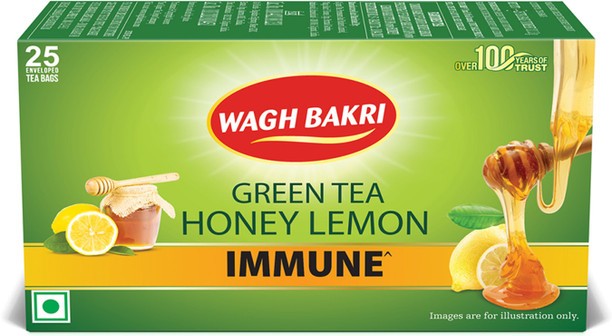 25
ENVELOPED
TEA BAGS
OVER 100 YEARS OF
TRUST
WAGH BAKRI
GREEN TEA
HONEY LEMON
IMMUNE^
Images are for illustration only.